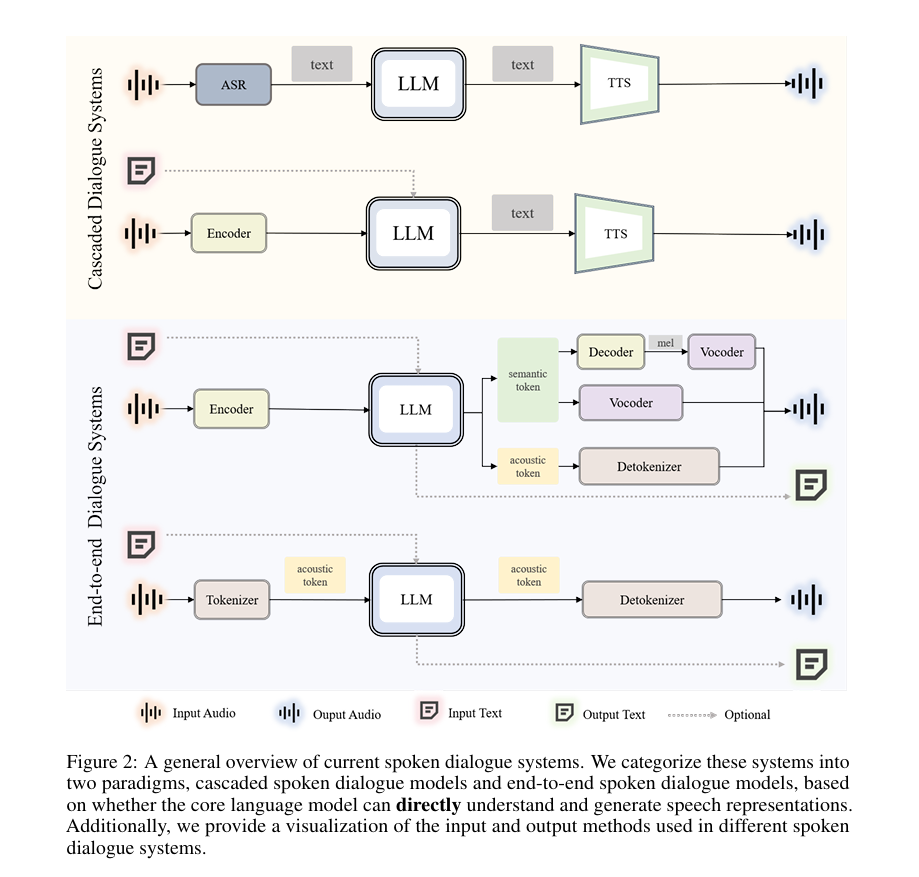 Cascaded Dialogue Systems
ASR
text
LLM
text
TTS
Encoder
LLM
text
TTS
End-to-end Dialogue Systems
Encoder
LLM
semantic
token
Decoder
mel
Vocoder
Vocoder
acoustic
token
Detokenizer
Tokenizer
acoustic
token
LLM
acoustic
token
Detokenizer
Input Audio
Ouput Audio
Input Text
Output Text
Optional
Figure 2: A general overview of current spoken dialogue systems. We categorize these systems into
two paradigms, cascaded spoken dialogue models and end-to-end spoken dialogue models, based
on whether the core language model can directly understand and generate speech representations.
Additionally, we provide a visualization of the input and output methods used in different spoken
dialogue systems.